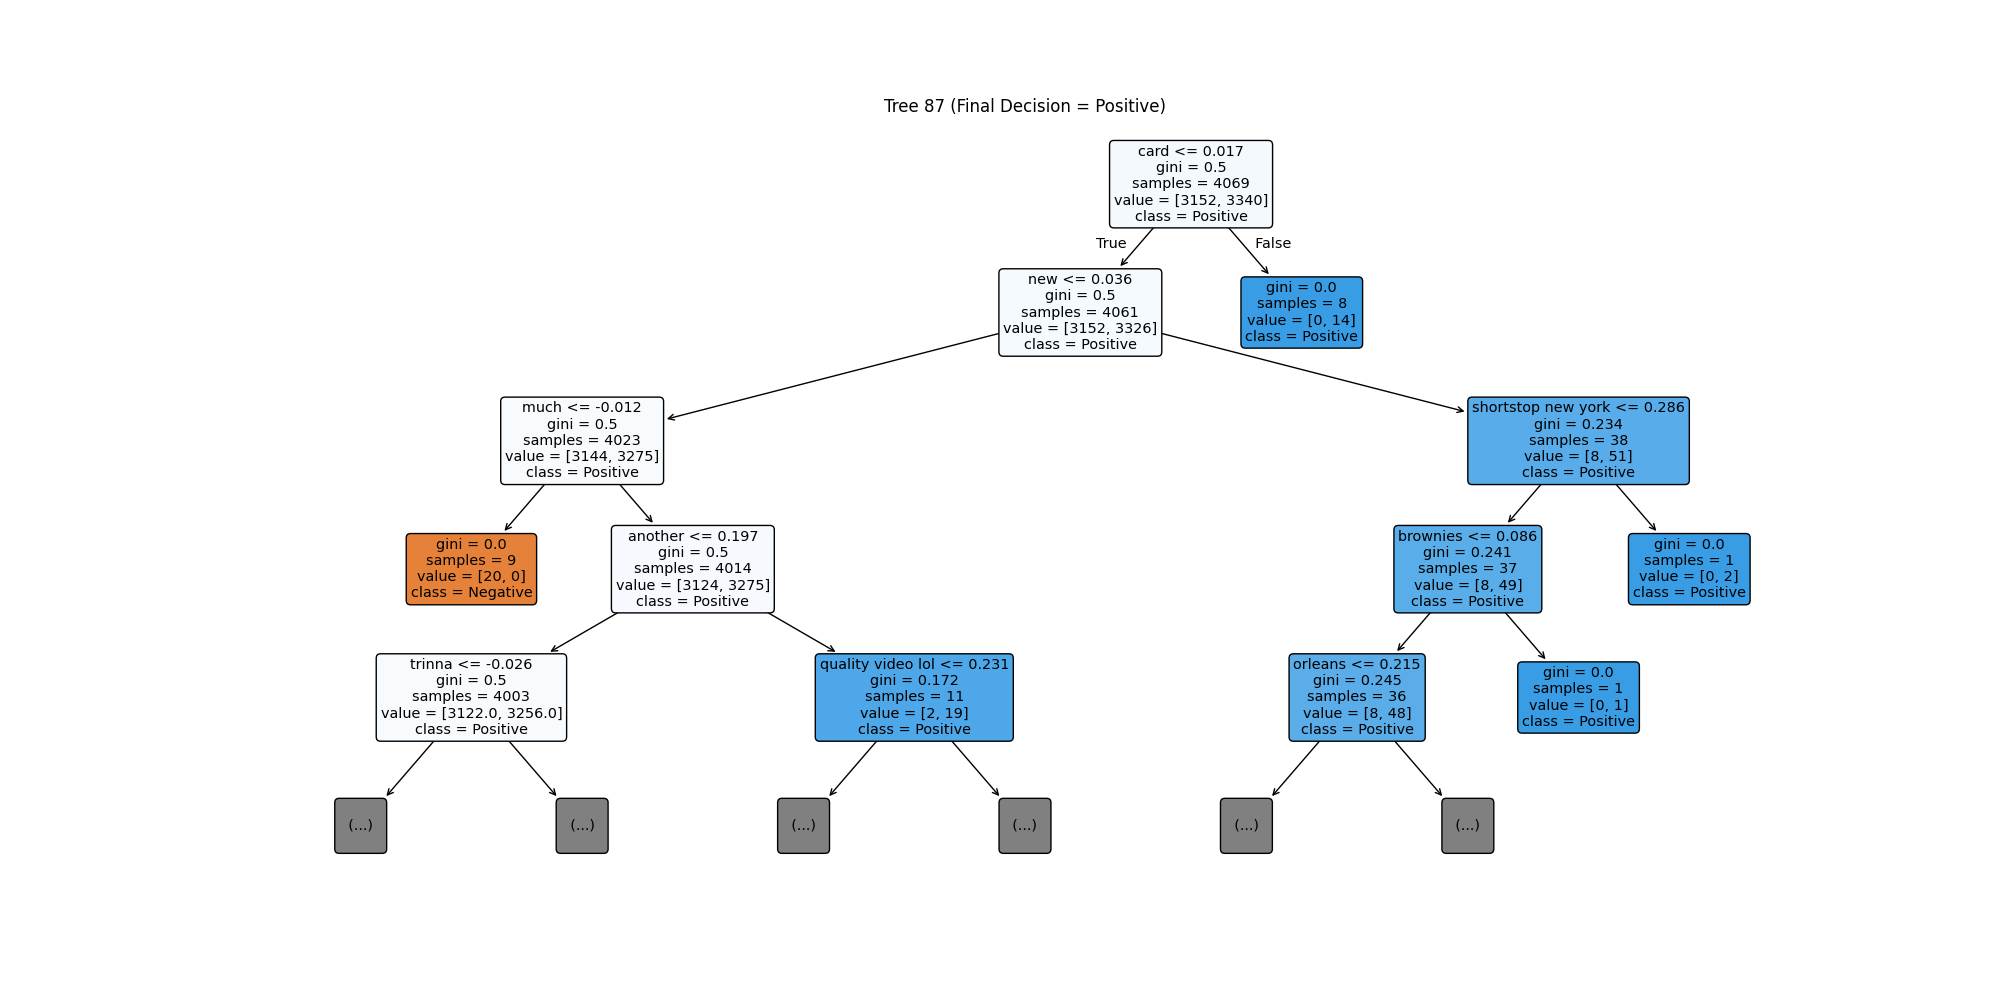 Tree 87 (Final Decision = Positive)
card <= 0.017
gini = 0.5
samples = 4069
value = [3152, 3340]
class = Positive
True
False
new <= 0.036
gini = 0.5
samples = 4061
value = [3152, 3326]
class = Positive
gini = 0.0
samples = 8
value = [0, 14]
class = Positive
much <= -0.012
gini = 0.5
samples = 4023
value = [3144, 3275]
class = Positive
shortstop new york <= 0.286
gini = 0.234
samples = 38
value = [8, 51]
class = Positive
gini = 0.0
samples = 9
value = [20, 0]
class = Negative
another <= 0.197
gini = 0.5
samples = 4014
value = [3124, 3275]
class = Positive
brownies <= 0.086
gini = 0.241
samples = 37
value = [8, 49]
class = Positive
gini = 0.0
samples = 1
value = [0, 2]
class = Positive
trinna <= -0.026
gini = 0.5
samples = 4003
value = [3122.0, 3256.0]
class = Positive
quality video lol <= 0.231
gini = 0.172
samples = 11
value = [2, 19]
class = Positive
orleans <= 0.215
gini = 0.245
samples = 36
value = [8, 48]
class = Positive
gini = 0.0
samples = 1
value = [0, 1]
class = Positive
(...)
(...)
(...)
(...)
(...)
(...)